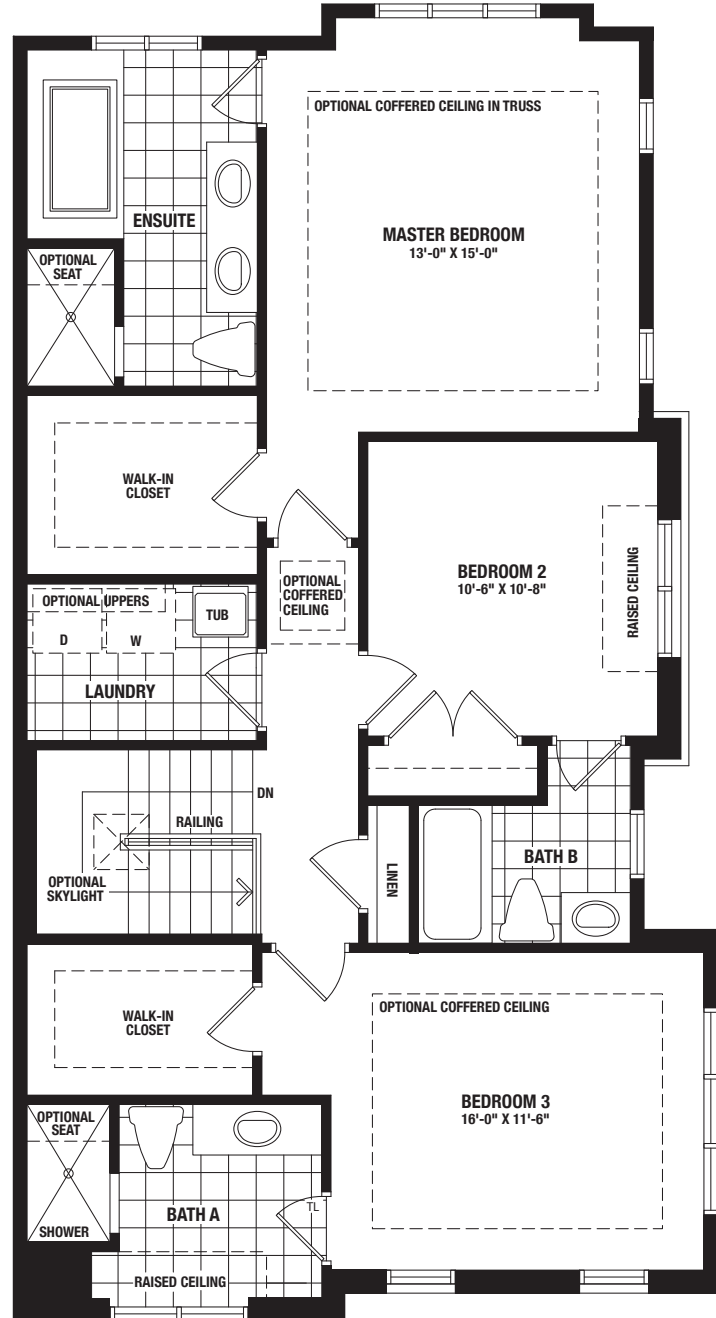 OPTIONAL COFFERED CEILING IN TRUSS
ENSUITE
MASTER BEDROOM
13'-0" X 15'-0"
OPTIONAL
SEAT
WALK-IN
CLOSET
OPTIONAL
COFFERED
CEILING
BEDROOM 2
10'-6" X 10'-8"
RAISED CEILING
OPTIONAL UPPERS
TUB
D
W
LAUNDRY
DN
RAILING
OPTIONAL
SKYLIGHT
LINEN
BATH B
WALK-IN
CLOSET
OPTIONAL COFFERED CEILING
BEDROOM 3
16'-0" X 11'-6"
OPTIONAL
SEAT
SHOWER
BATH A
TL
RAISED CEILING